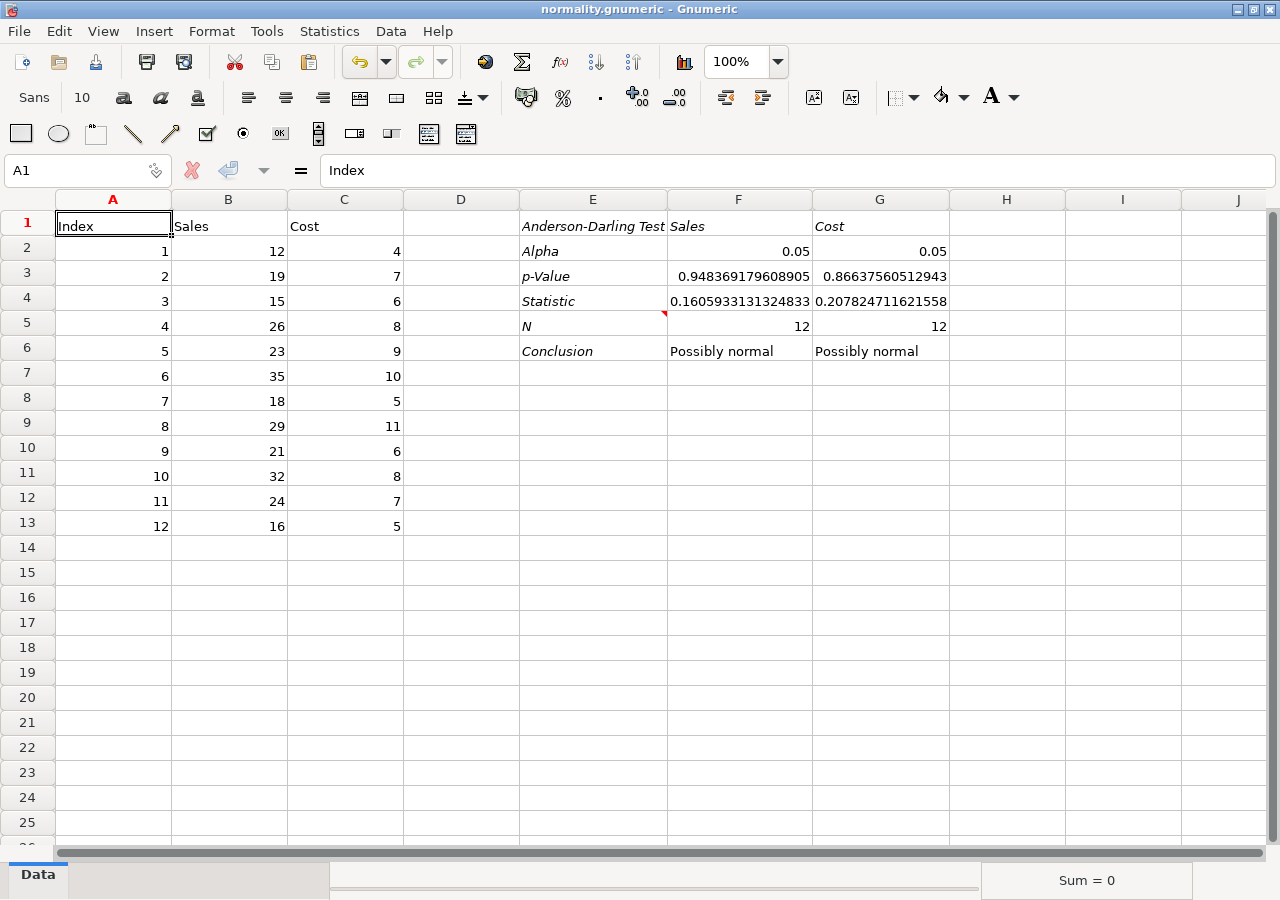 normality.gnumeric - Gnumeric
File Edit View Insert Format Tools Statistics Data Help
f(x) 100%
Sans 10 a a a a % +0 .00 .00 .0 A A
OK
A1 = Index
A B C D E F G H I J
1 Index Sales Cost Anderson-Darling Test Sales Cost
2 1 12 4 Alpha 0.05 0.05
3 2 19 7 p-Value 0.948369179608905 0.86637560512943
4 3 15 6 Statistic 0.1605933131324833 0.207824711621558
5 4 26 8 N 12 12
6 5 23 9 Conclusion Possibly normal Possibly normal
7 6 35 10
8 7 18 5
9 8 29 11
10 9 21 6
11 10 32 8
12 11 24 7
13 12 16 5
14
15
16
17
18
19
20
21
22
23
24
25
Data Sum = 0